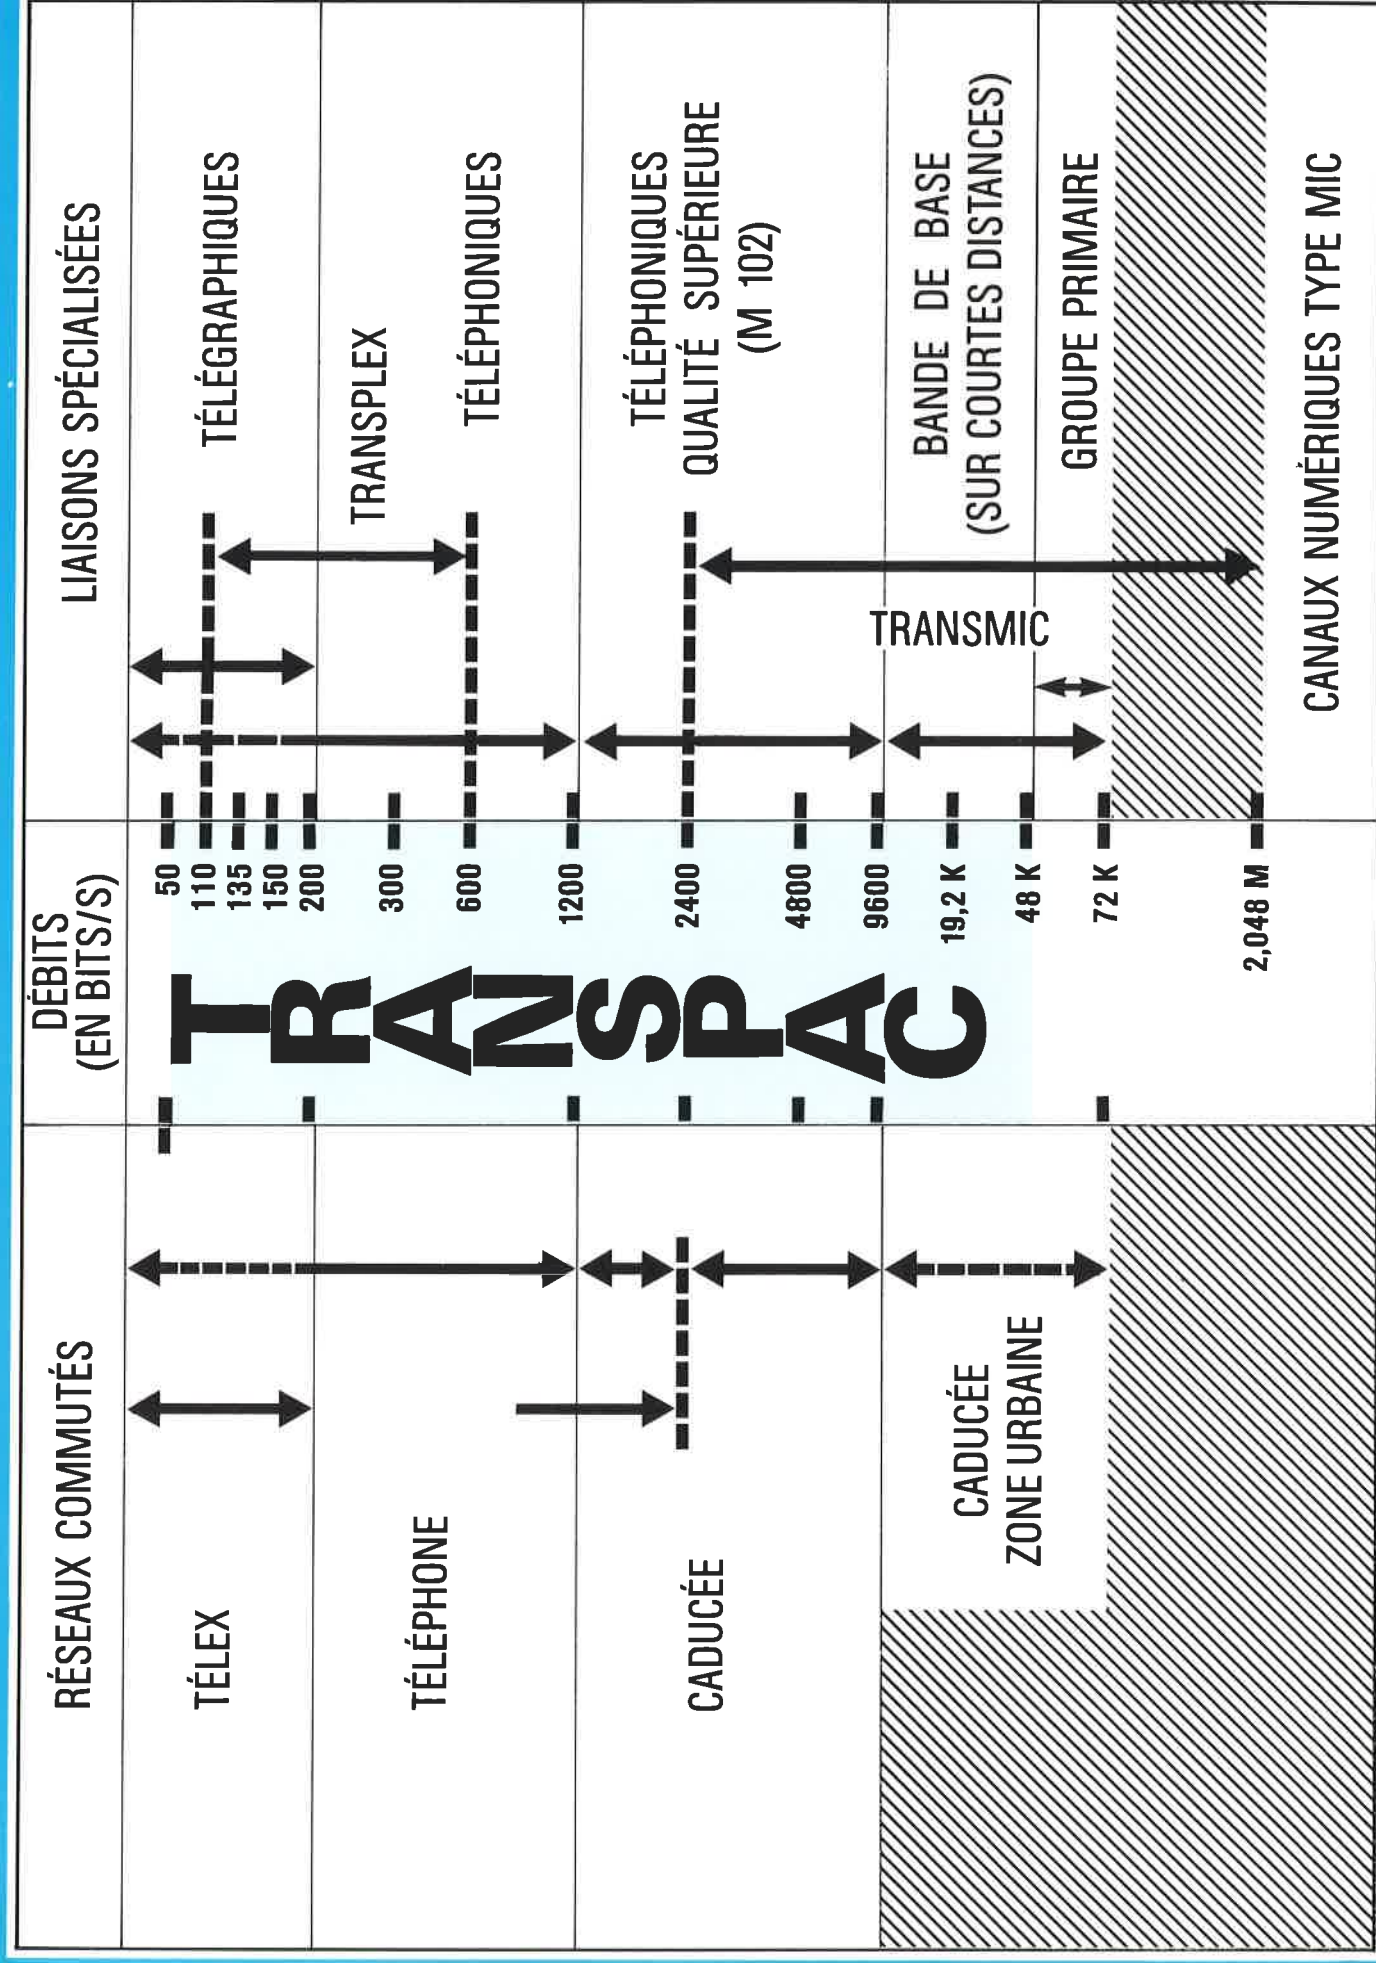 RÉSEAUX COMMUTÉS
DÉBITS
(EN BITS/S)
LIAISONS SPÉCIALISÉES
TÉLEX
TÉLÉPHONE
CADUCÉE
CADUCÉE
ZONE URBAINE
TRANSPAC
50
110
135
150
200
300
600
1200
2400
4800
9600
19,2 K
48 K
72 K
2,048 M
TÉLÉGRAPHIQUES
TRANSPLEX
TÉLÉPHONIQUES
TÉLÉPHONIQUES
QUALITÉ SUPÉRIEURE
(M 102)
TRANSMIC
BANDE DE BASE
(SUR COURTES DISTANCES)
GROUPE PRIMAIRE
CANAUX NUMÉRIQUES TYPE MIC